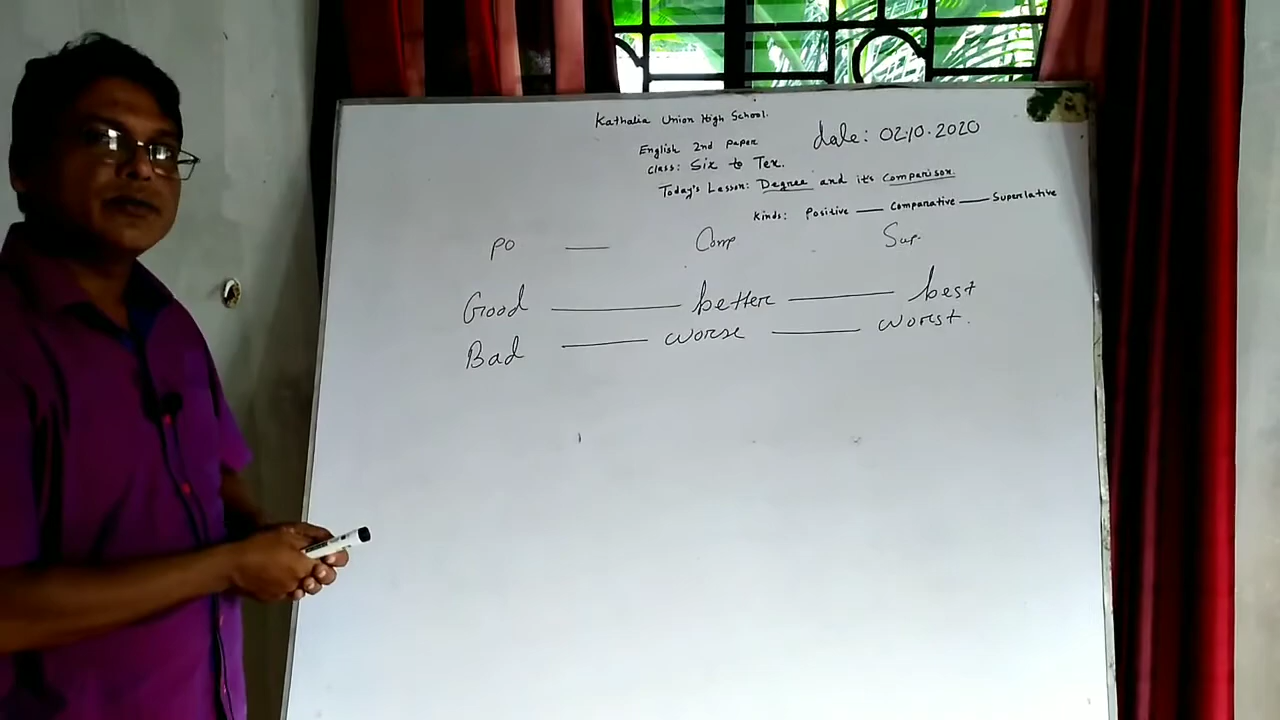 Kathalia Union High School.
English 2nd Paper
date: 02.10.2020
class: Six to Tex.
Today's Lesson: Degree and it's Comparison.
Kinds: Positive — Comparative — Superlative
PO — Comp Sup.
Good — better — best
Bad — worse — worst.